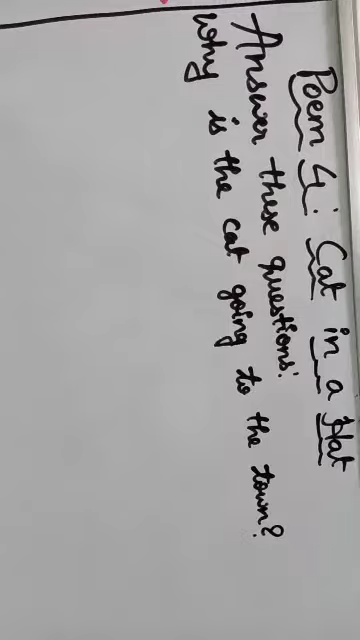 Poem 4: Cat in a Hat
Answer these questions:
Why is the cat going to the town?